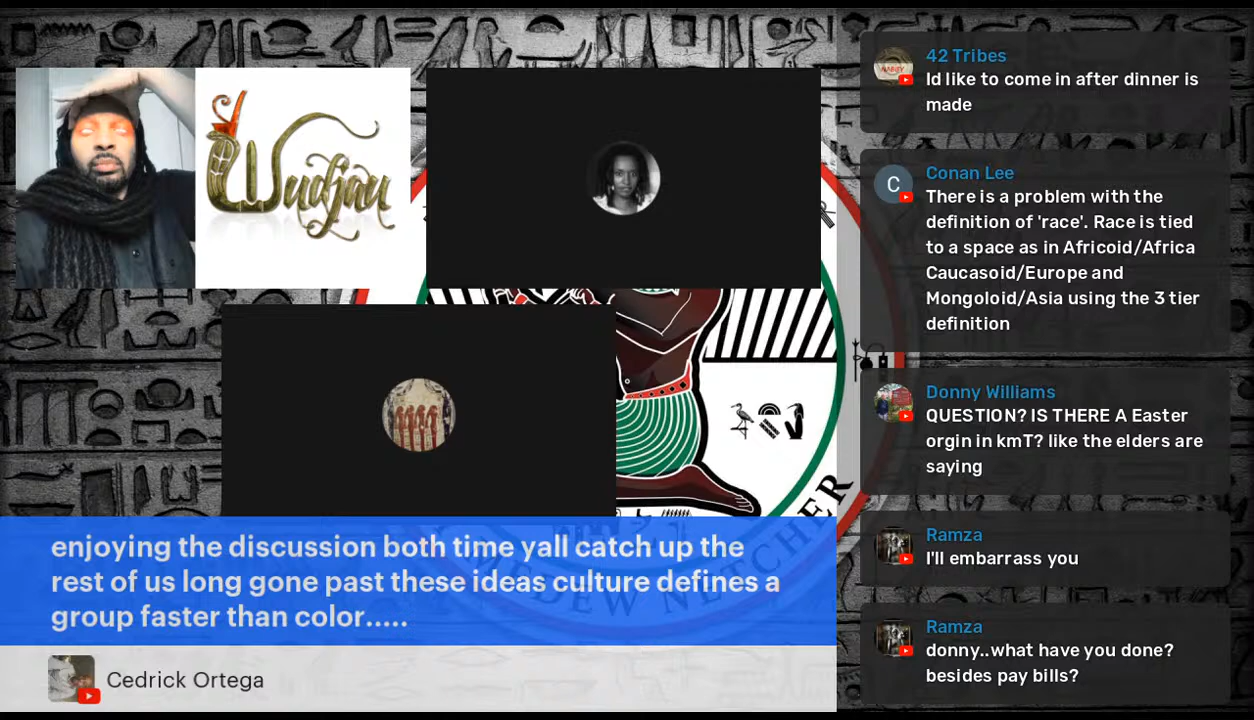 Wudjau
enjoying the discussion both time yall catch up the
rest of us long gone past these ideas culture defines a
group faster than color.....
Cedrick Ortega
42 Tribes
Id like to come in after dinner is
made
Conan Lee
There is a problem with the
definition of 'race'. Race is tied
to a space as in Africoid/Africa
Caucasoid/Europe and
Mongoloid/Asia using the 3 tier
definition
Donny Williams
QUESTION? IS THERE A Easter
orgin in kmT? like the elders are
saying
Ramza
I'll embarrass you
Ramza
donny..what have you done?
besides pay bills?